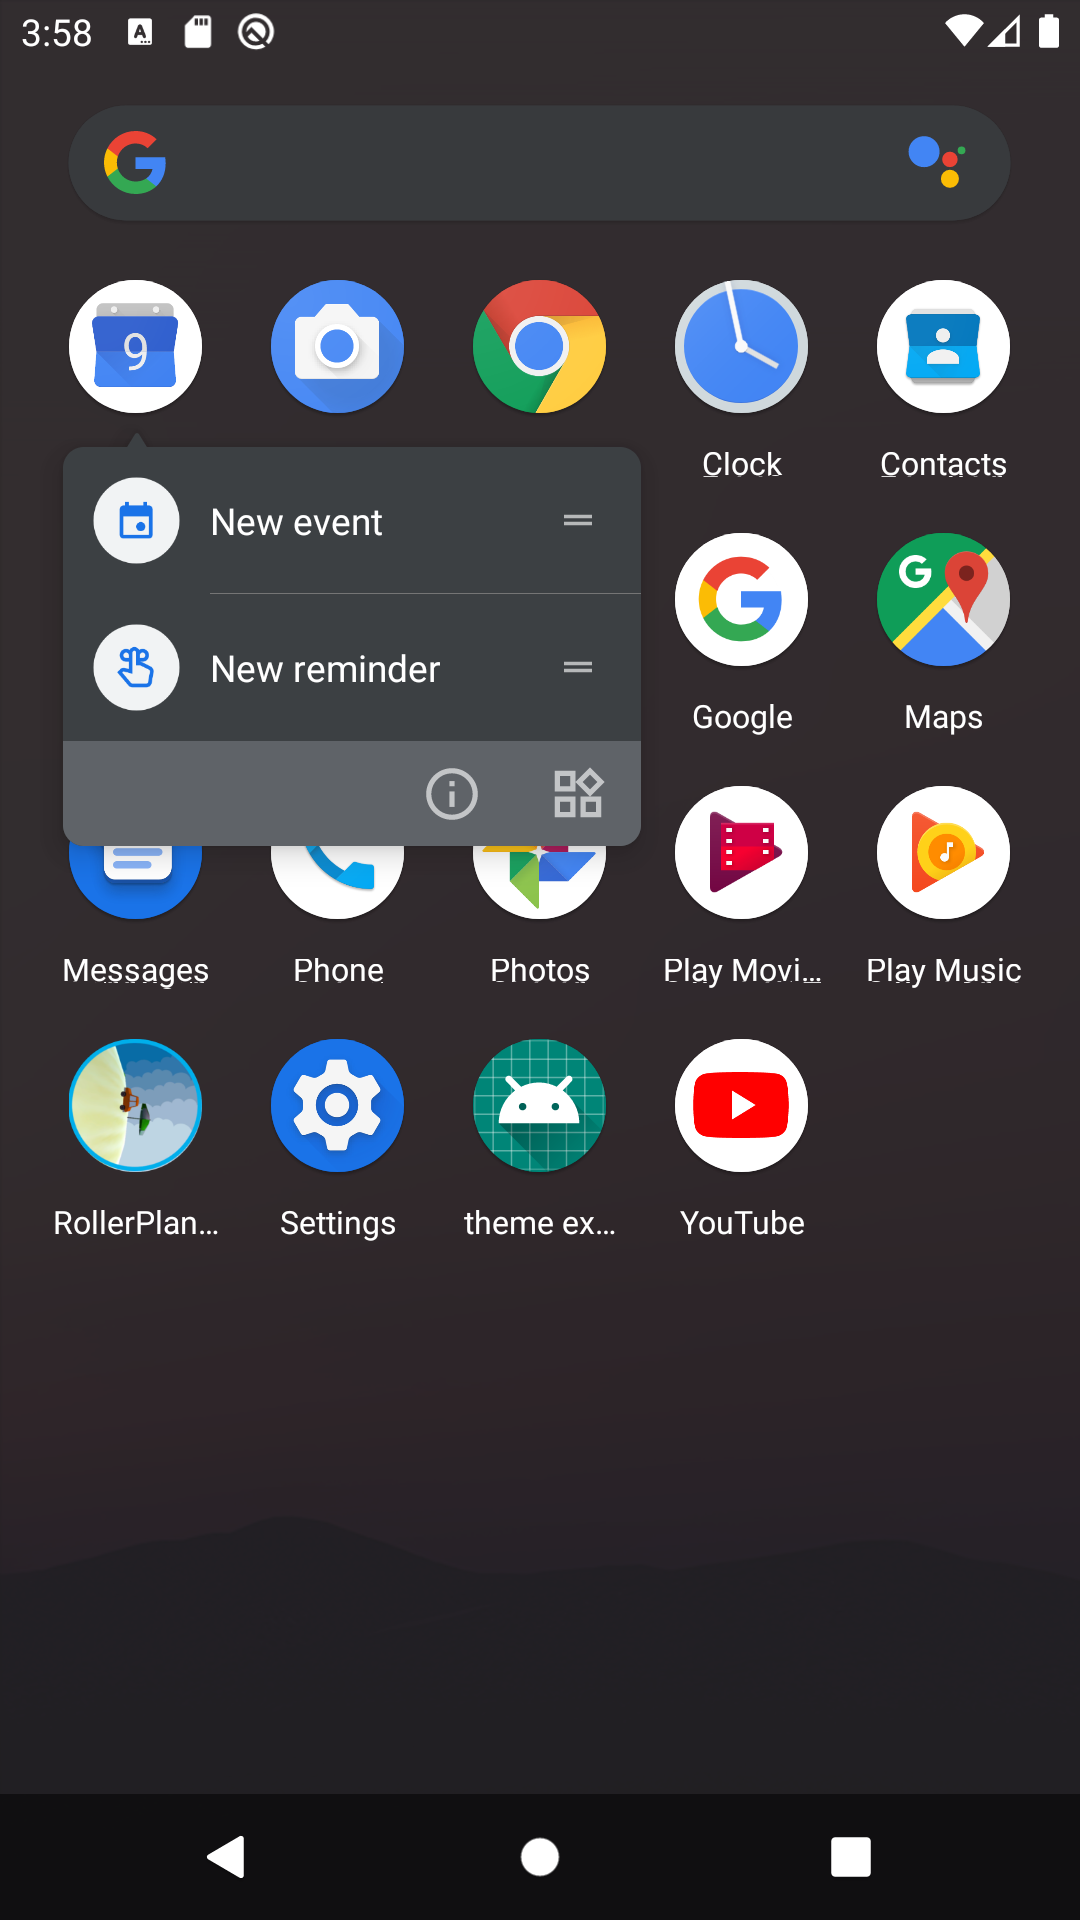 3:58
9
Clock
Contacts
New event
New reminder
Google
Maps
Messages
Phone
Photos
Play Movi...
Play Music
RollerPlan...
Settings
theme ex...
YouTube